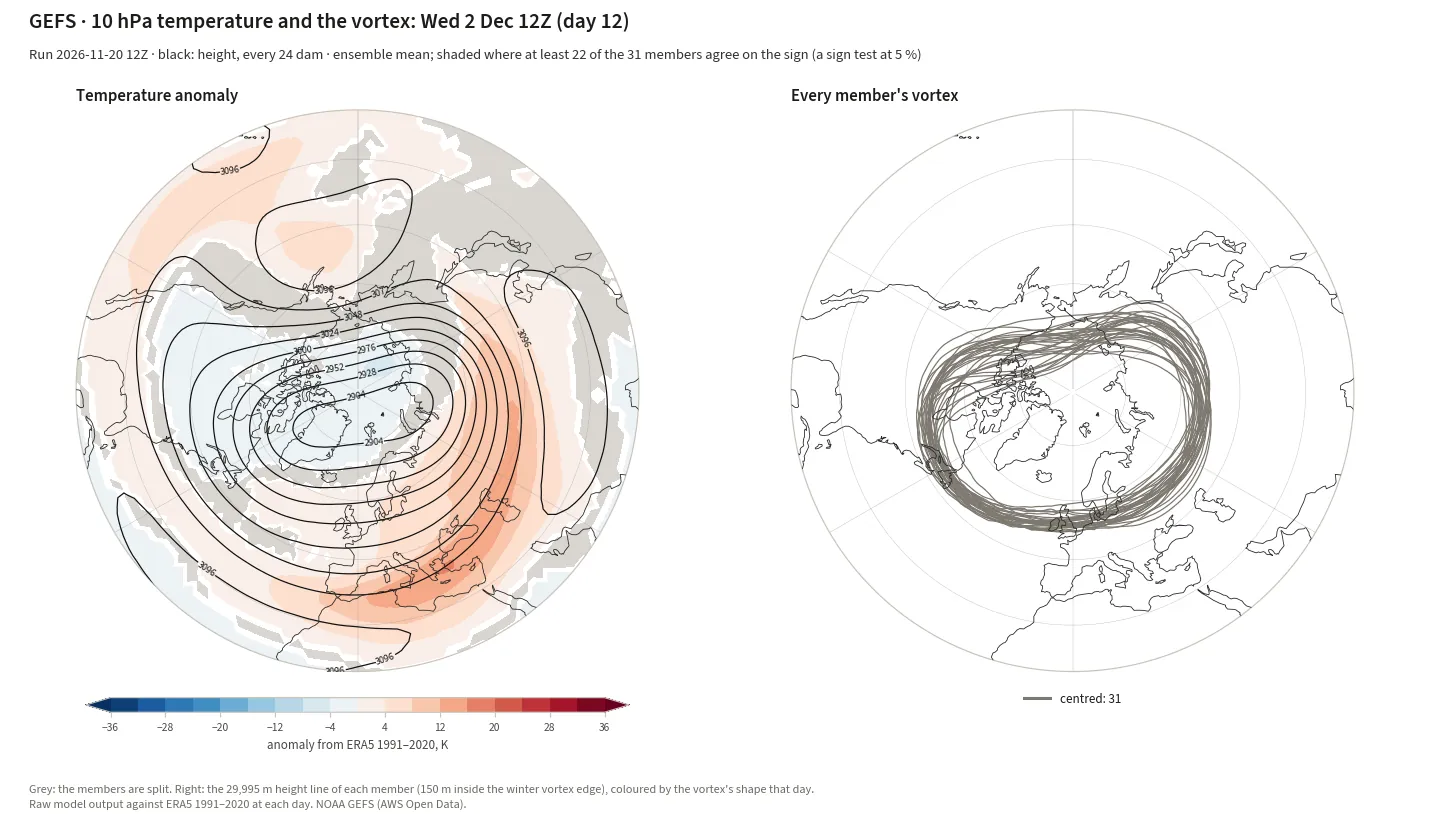 GEFS · 10 hPa temperature and the vortex: Wed 2 Dec 12Z (day 12)
Run 2026-11-20 12Z · black: height, every 24 dam · ensemble mean; shaded where at least 22 of the 31 members agree on the sign (a sign test at 5 %)
Temperature anomaly
Every member's vortex
3096
3096
3048
3024
3096
2976
2952
2928
2904
2904
3096
3096
3096
−36 −28 −20 −12 −4 4 12 20 28 36
anomaly from ERA5 1991–2020, K
centred: 31
Grey: the members are split. Right: the 29,995 m height line of each member (150 m inside the winter vortex edge), coloured by the vortex's shape that day.
Raw model output against ERA5 1991–2020 at each day. NOAA GEFS (AWS Open Data).